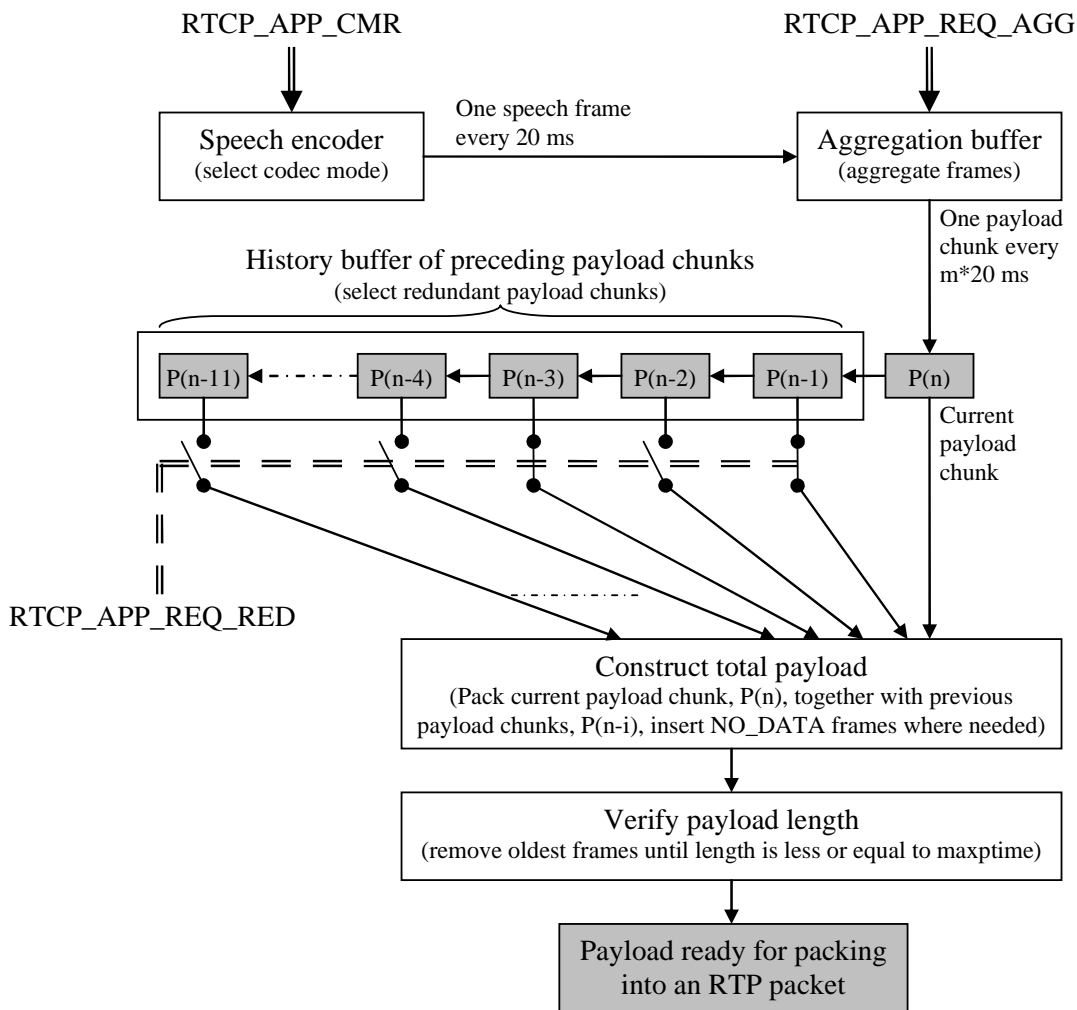 RTCP_APP_CMR
RTCP_APP_REQ_AGG
One speech frame
every 20 ms
Speech encoder
(select codec mode)
Aggregation buffer
(aggregate frames)
One payload
chunk every
m*20 ms
History buffer of preceding payload chunks
(select redundant payload chunks)
P(n-11)
P(n-4)
P(n-3)
P(n-2)
P(n-1)
P(n)
Current
payload
chunk
RTCP_APP_REQ_RED
Construct total payload
(Pack current payload chunk, P(n), together with previous
payload chunks, P(n-i), insert NO_DATA frames where needed)
Verify payload length
(remove oldest frames until length is less or equal to maxptime)
Payload ready for packing
into an RTP packet